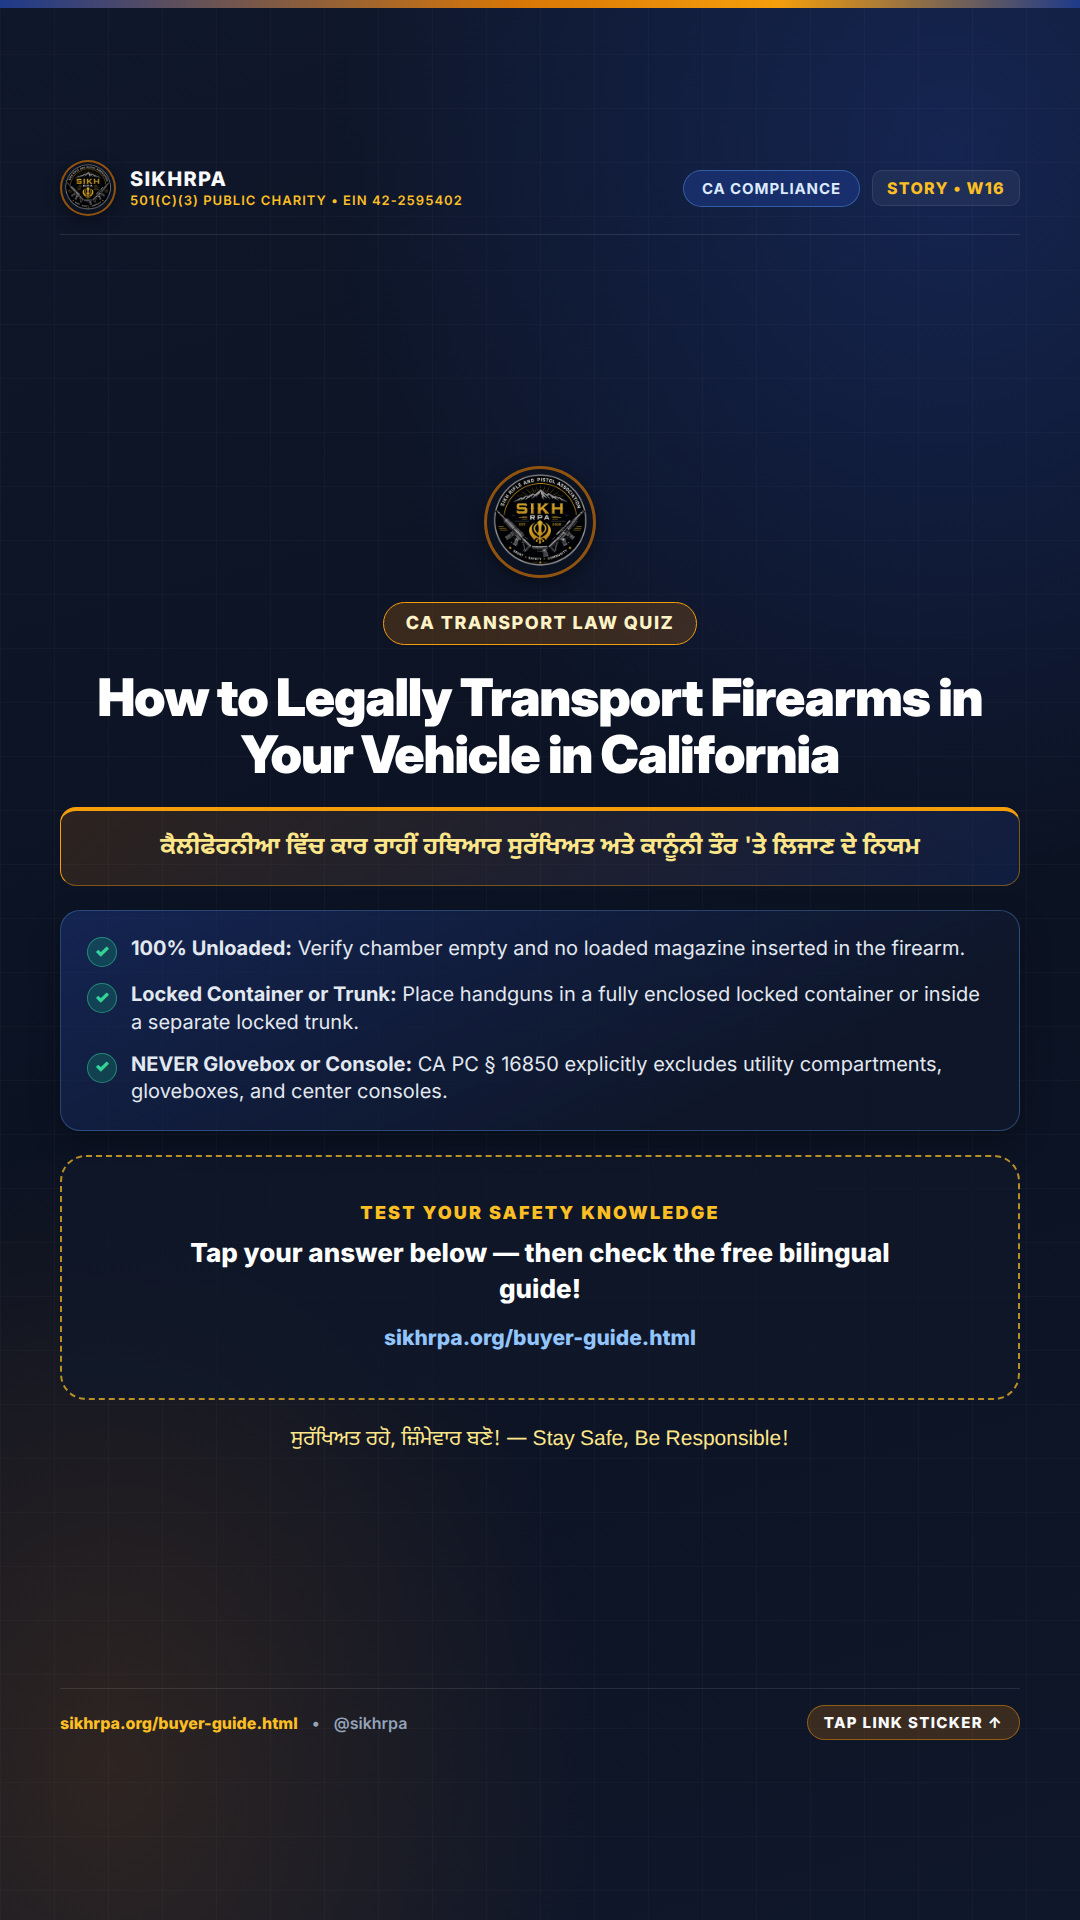 SIKHRPA
501(C)(3) PUBLIC CHARITY • EIN 42-2595402
CA COMPLIANCE
STORY • W16
SIKH RIFLE AND PISTOL ASSOCIATION
SIKH
RPA
CA TRANSPORT LAW QUIZ
How to Legally Transport Firearms in
Your Vehicle in California
ਕੈਲੀਫੋਰਨੀਆ ਵਿੱਚ ਕਾਰ ਰਾਹੀਂ ਹਥਿਆਰ ਸੁਰੱਖਿਅਤ ਅਤੇ ਕਾਨੂੰਨੀ ਤੌਰ 'ਤੇ ਲਿਜਾਣ ਦੇ ਨਿਯਮ
100% Unloaded: Verify chamber empty and no loaded magazine inserted in the firearm.
Locked Container or Trunk: Place handguns in a fully enclosed locked container or inside
a separate locked trunk.
NEVER Glovebox or Console: CA PC § 16850 explicitly excludes utility compartments,
gloveboxes, and center consoles.
TEST YOUR SAFETY KNOWLEDGE
Tap your answer below — then check the free bilingual
guide!
sikhrpa.org/buyer-guide.html
ਸੁਰੱਖਿਅਤ ਰਹੋ, ਜ਼ਿੰਮੇਵਾਰ ਬਣੋ! — Stay Safe, Be Responsible!
sikhrpa.org/buyer-guide.html • @sikhrpa
TAP LINK STICKER ↑